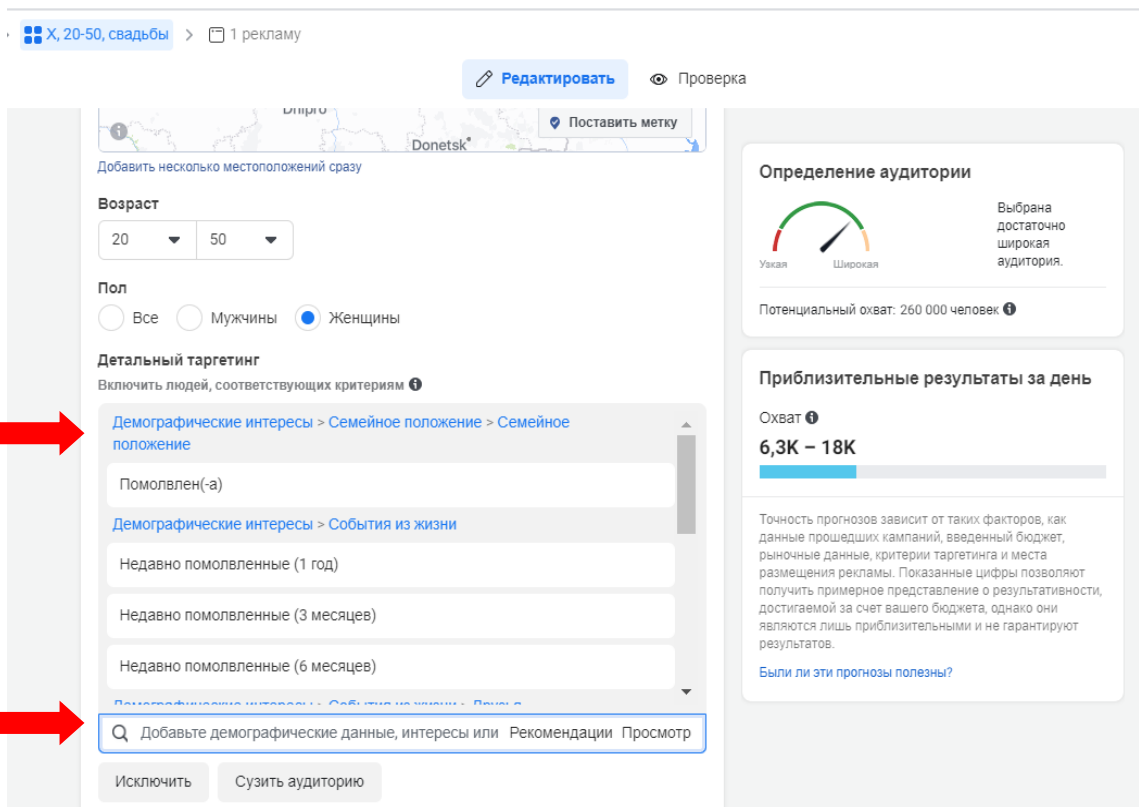 Х, 20-50, свадьбы > 1 рекламу
Редактировать Проверка
Dnipro
Поставить метку
Donetsk
Добавить несколько местоположений сразу
Возраст
20 50
Пол
Все Мужчины Женщины
Детальный таргетинг
Включить людей, соответствующих критериям
Демографические интересы > Семейное положение > Семейное
положение
Помолвлен(-а)
Демографические интересы > События из жизни
Недавно помолвленные (1 год)
Недавно помолвленные (3 месяцев)
Недавно помолвленные (6 месяцев)
Демографические интересы > События из жизни > Друзья
Добавьте демографические данные, интересы или Рекомендации Просмотр
Исключить Сузить аудиторию
Определение аудитории
Узкая Широкая
Выбрана
достаточно
широкая
аудитория.
Потенциальный охват: 260 000 человек
Приблизительные результаты за день
Охват
6,3K – 18K
Точность прогнозов зависит от таких факторов, как
данные прошедших кампаний, введенный бюджет,
рыночные данные, критерии таргетинга и места
размещения рекламы. Показанные цифры позволяют
получить примерное представление о результативности,
достигаемой за счет вашего бюджета, однако они
являются лишь приблизительными и не гарантируют
результатов.
Были ли эти прогнозы полезны?